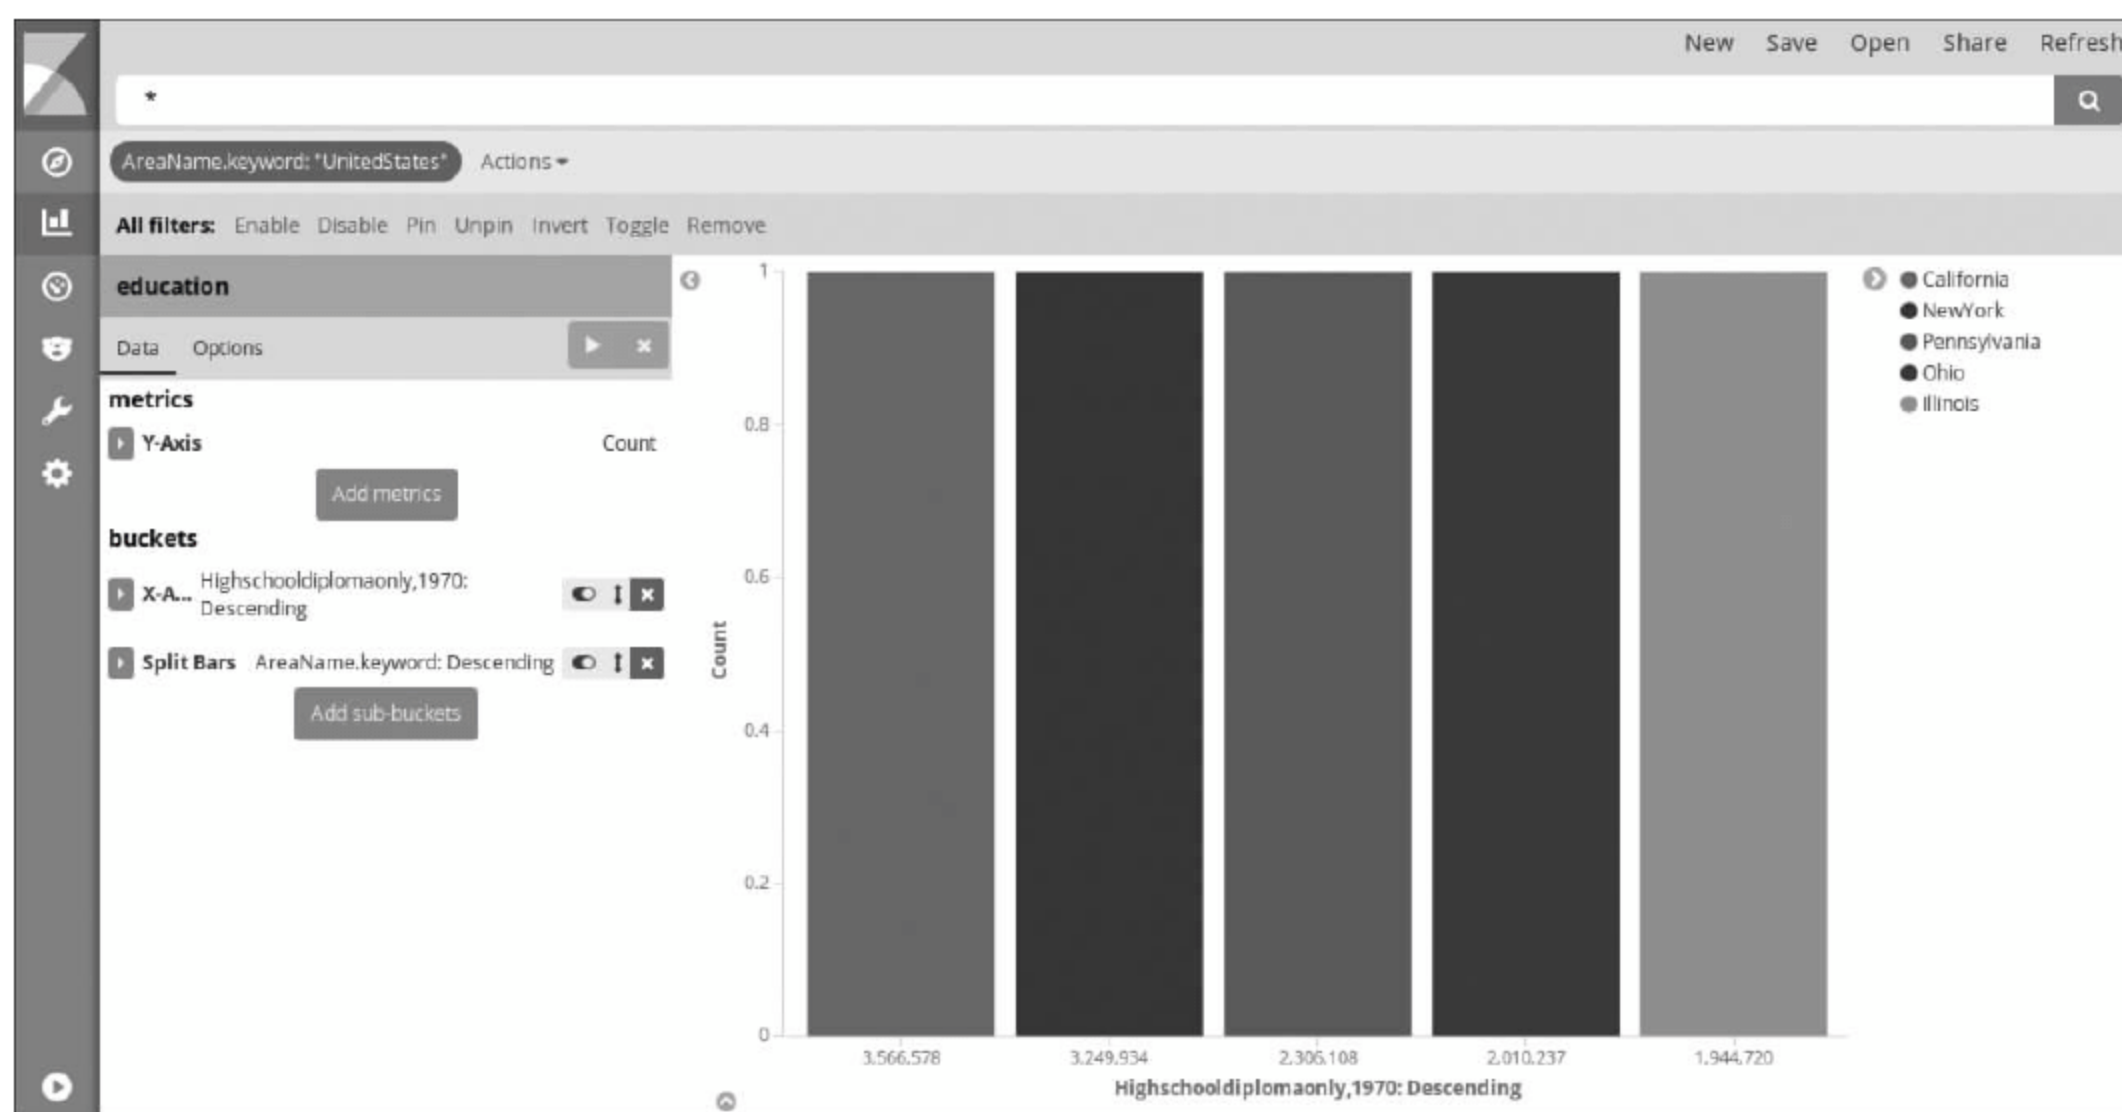 New Save Open Share Refresh
*
AreaName.keyword: "UnitedStates" Actions
All filters: Enable Disable Pin Unpin Invert Toggle Remove
education
Data Options
metrics
Y-Axis Count
Add metrics
buckets
X-A... Highschooldiplomaonly,1970:
Descending
Split Bars AreaName.keyword: Descending
Add sub-buckets
1
0.8
0.6
0.4
0.2
0
Count
3,566,578 3,249,934 2,306,108 2,010,237 1,944,720
Highschooldiplomaonly,1970: Descending
California
NewYork
Pennsylvania
Ohio
Illinois